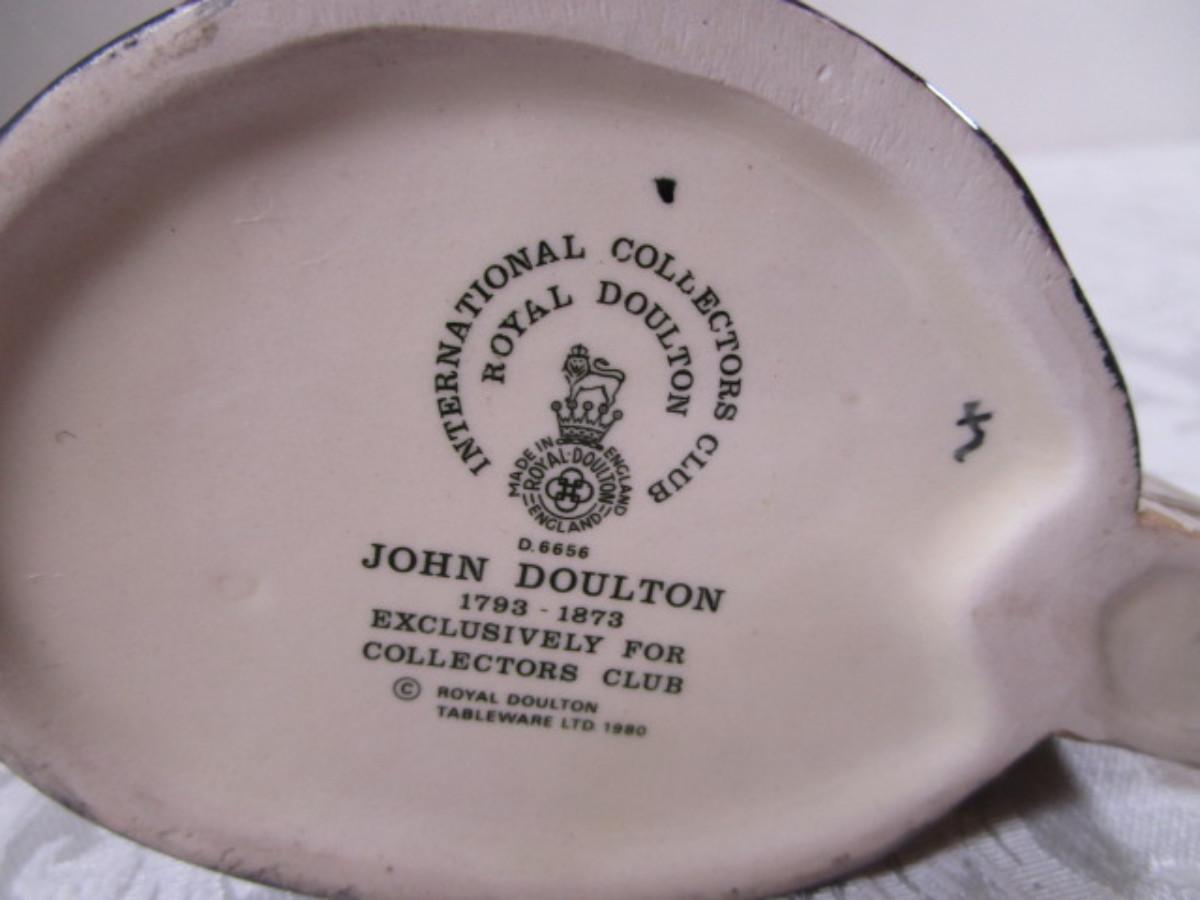 INTERNATIONAL COLLECTORS CLUB
ROYAL DOULTON
MADE IN ENGLAND
ROYAL·DOULTON
ENGLAND
D.6656
JOHN DOULTON
1793 - 1873
EXCLUSIVELY FOR
COLLECTORS CLUB
© ROYAL DOULTON
TABLEWARE LTD. 1980